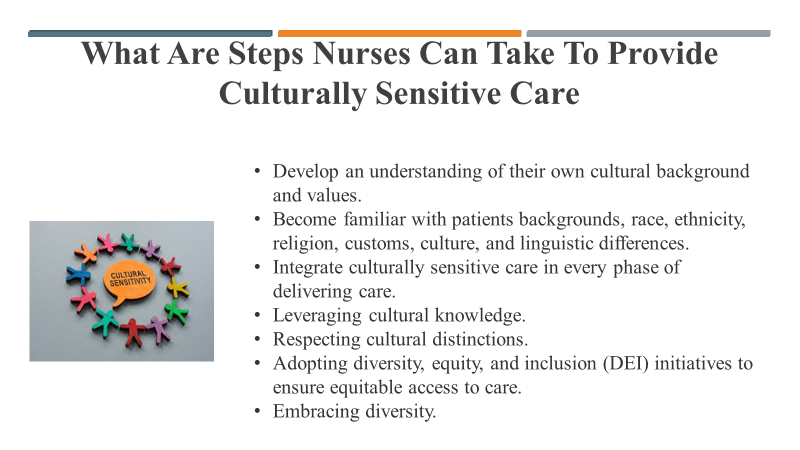 What Are Steps Nurses Can Take To Provide
Culturally Sensitive Care
CULTURAL
SENSITIVITY
• Develop an understanding of their own cultural background
and values.
• Become familiar with patients backgrounds, race, ethnicity,
religion, customs, culture, and linguistic differences.
• Integrate culturally sensitive care in every phase of
delivering care.
• Leveraging cultural knowledge.
• Respecting cultural distinctions.
• Adopting diversity, equity, and inclusion (DEI) initiatives to
ensure equitable access to care.
• Embracing diversity.